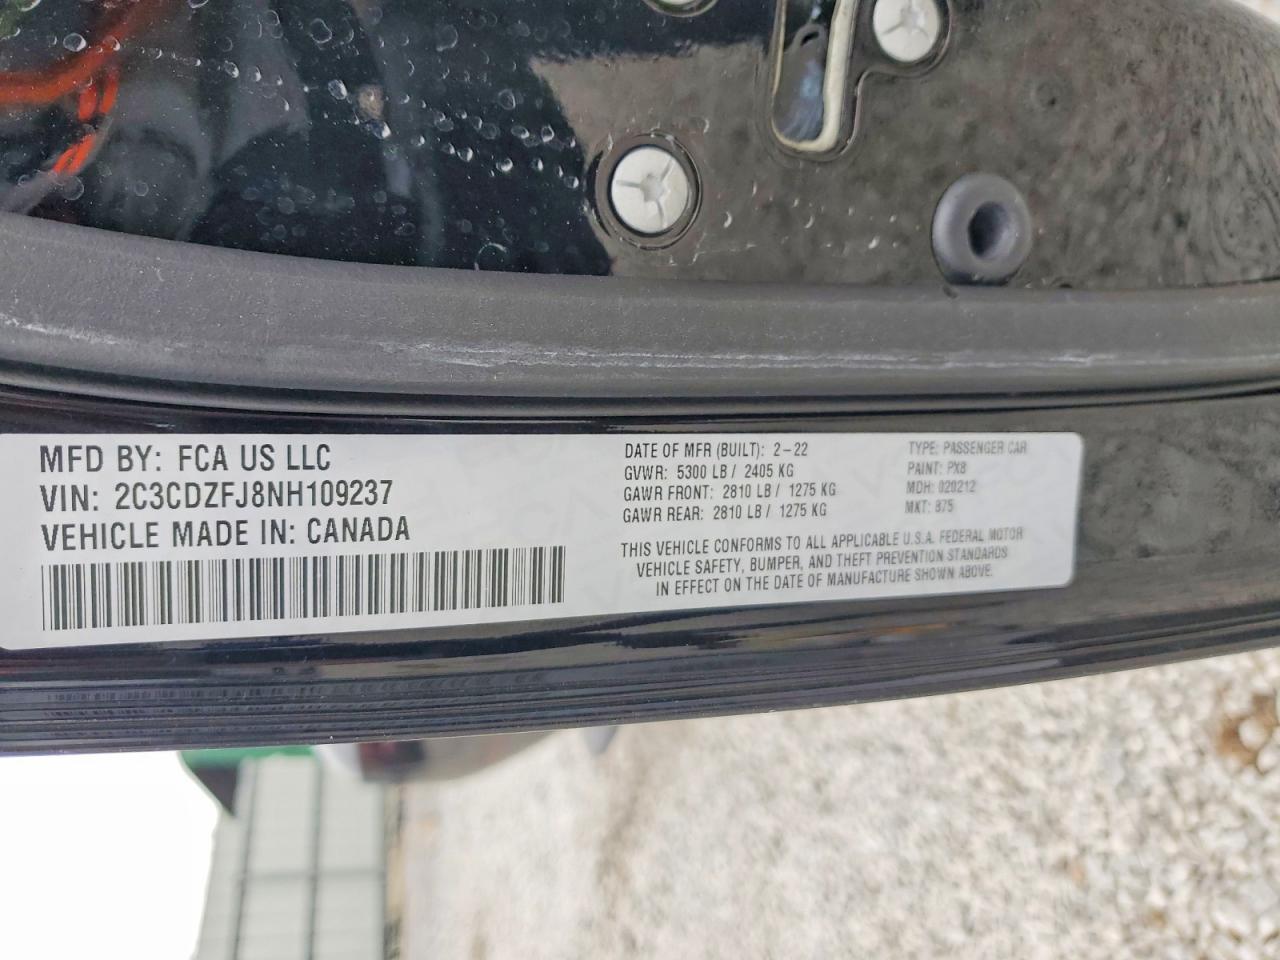 MFD BY: FCA US LLC
VIN: 2C3CDZFJ8NH109237
VEHICLE MADE IN: CANADA
DATE OF MFR (BUILT): 2-22
GVWR: 5300 LB / 2405 KG
GAWR FRONT: 2810 LB / 1275 KG
GAWR REAR: 2810 LB / 1275 KG
TYPE: PASSENGER CAR
PAINT: PX8
MDH: 020212
MKT: 875
THIS VEHICLE CONFORMS TO ALL APPLICABLE U.S.A. FEDERAL MOTOR
VEHICLE SAFETY, BUMPER, AND THEFT PREVENTION STANDARDS
IN EFFECT ON THE DATE OF MANUFACTURE SHOWN ABOVE.